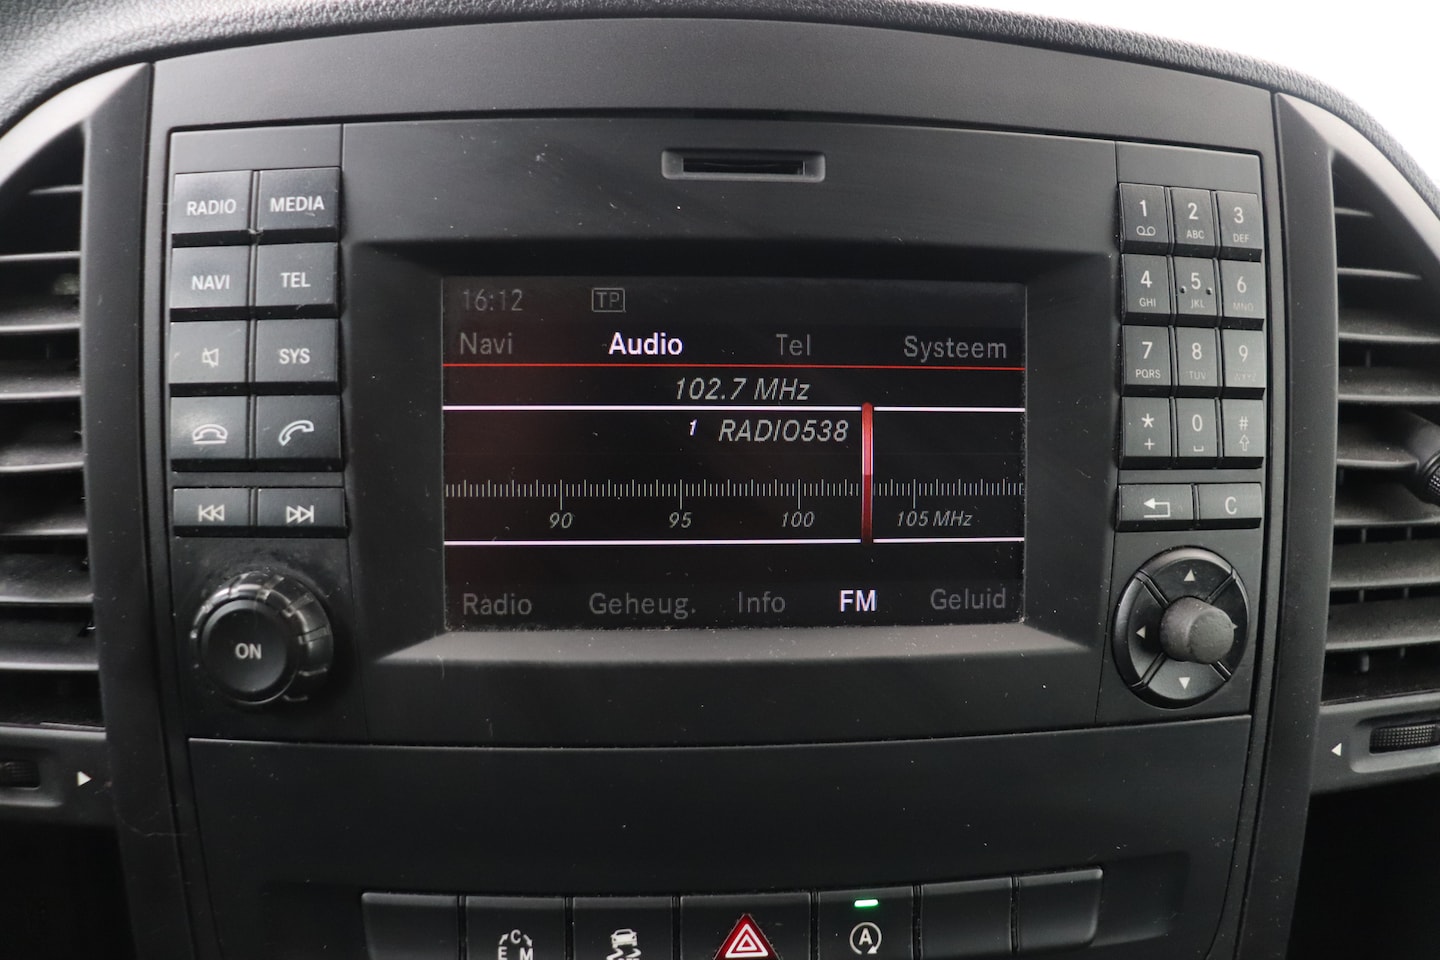 RADIO MEDIA
NAVI TEL
SYS
ON
16:12 TP
Navi Audio Tel Systeem
102.7 MHz
1 RADIO538
90 95 100 105 MHz
Radio Geheug. Info FM Geluid
1 2 3
ABC DEF
4 5 6
GHI JKL MNO
7 8 9
PQRS TUV WXYZ
* 0 #
+
C
C
E M
A